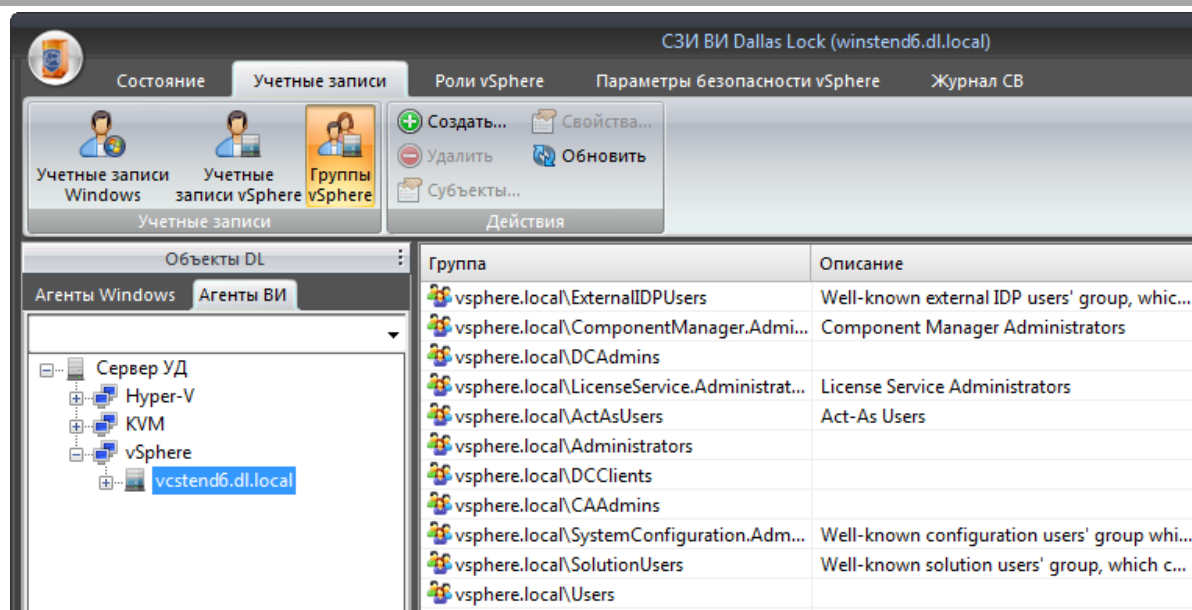 СЗИ ВИ Dallas Lock (winstend6.dl.local)
Состояние Учетные записи Роли vSphere Параметры безопасности vSphere Журнал СВ
Учетные записи Windows
Учетные записи vSphere
Группы vSphere
Учетные записи
Создать... Свойства...
Удалить Обновить
Субъекты...
Действия
Объекты DL
Агенты Windows Агенты ВИ
Сервер УД
Hyper-V
KVM
vSphere
vcstend6.dl.local
Группа Описание
vsphere.local\ExternalIDPUsers Well-known external IDP users' group, whic...
vsphere.local\ComponentManager.Admi... Component Manager Administrators
vsphere.local\DCAdmins
vsphere.local\LicenseService.Administrat... License Service Administrators
vsphere.local\ActAsUsers Act-As Users
vsphere.local\Administrators
vsphere.local\DCClients
vsphere.local\CAAdmins
vsphere.local\SystemConfiguration.Adm... Well-known configuration users' group whi...
vsphere.local\SolutionUsers Well-known solution users' group, which c...
vsphere.local\Users